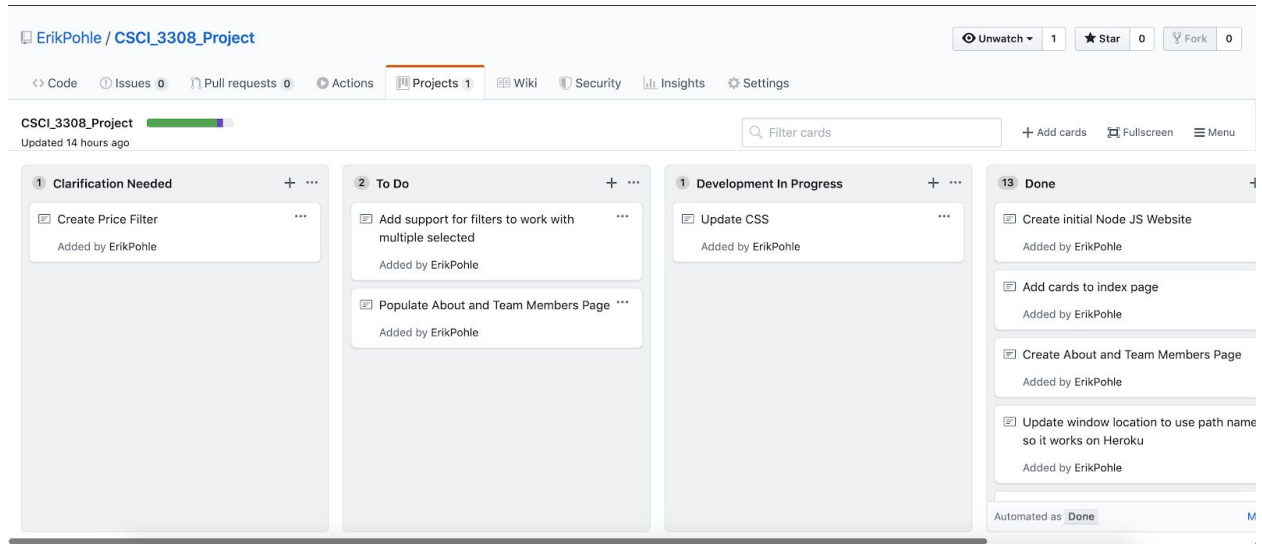 ErikPohle / CSCI_3308_Project
Unwatch 1 Star 0 Fork 0
Code Issues 0 Pull requests 0 Actions Projects 1 Wiki Security Insights Settings
CSCI_3308_Project
Updated 14 hours ago
Filter cards
Add cards Fullscreen Menu
1 Clarification Needed
Create Price Filter
Added by ErikPohle
2 To Do
Add support for filters to work with
multiple selected
Added by ErikPohle
Populate About and Team Members Page
Added by ErikPohle
1 Development In Progress
Update CSS
Added by ErikPohle
13 Done
Create initial Node JS Website
Added by ErikPohle
Add cards to index page
Added by ErikPohle
Create About and Team Members Page
Added by ErikPohle
Update window location to use path name
so it works on Heroku
Added by ErikPohle
Automated as Done